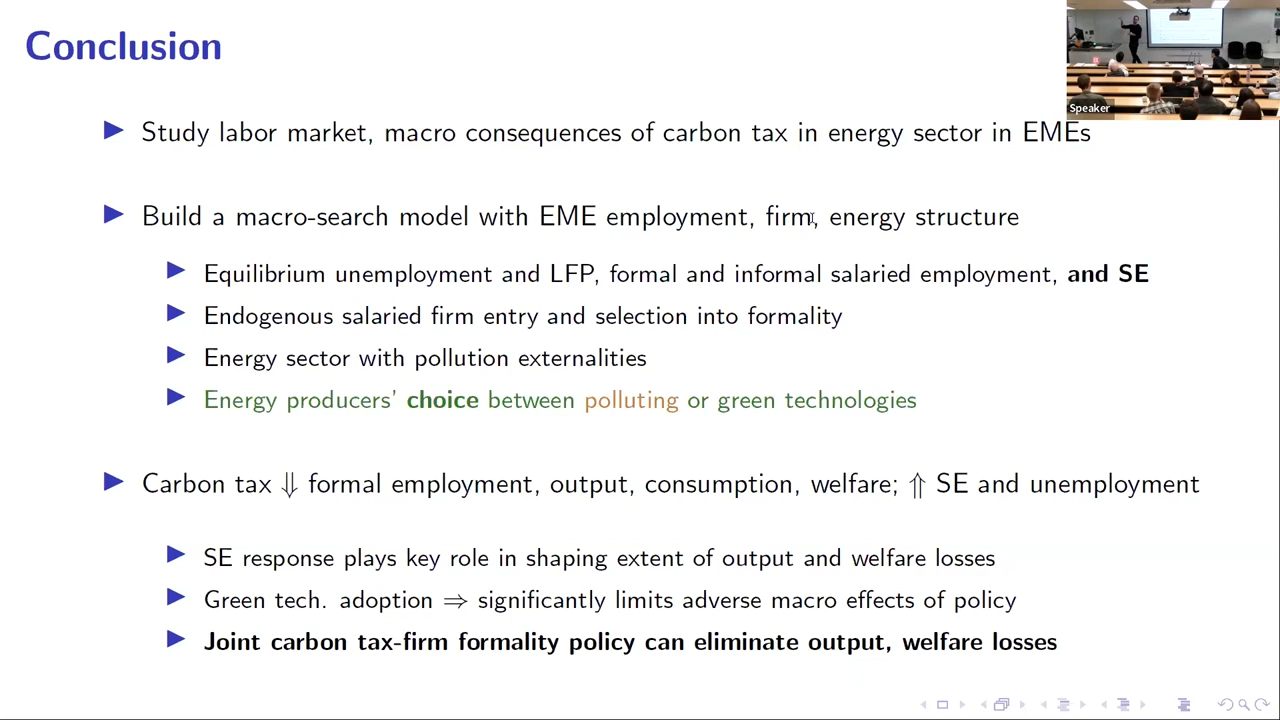 Conclusion
Speaker
Study labor market, macro consequences of carbon tax in energy sector in EMEs
Build a macro-search model with EME employment, firm, energy structure
Equilibrium unemployment and LFP, formal and informal salaried employment, and SE
Endogenous salaried firm entry and selection into formality
Energy sector with pollution externalities
Energy producers' choice between polluting or green technologies
Carbon tax ⇓ formal employment, output, consumption, welfare; ⇑ SE and unemployment
SE response plays key role in shaping extent of output and welfare losses
Green tech. adoption ⇒ significantly limits adverse macro effects of policy
Joint carbon tax-firm formality policy can eliminate output, welfare losses